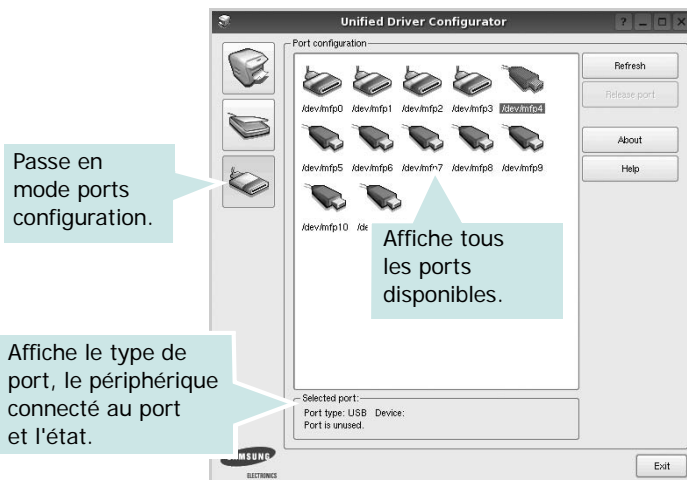 Unified Driver Configurator
Port configuration
Refresh
Release port
/dev/mfp0 /dev/mfp1 /dev/mfp2 /dev/mfp3 /dev/mfp4
About
Help
/dev/mfp5 /dev/mfp6 /dev/mfp7 /dev/mfp8 /dev/mfp9
Passe en
mode ports
configuration.
/dev/mfp10
Affiche tous
les ports
disponibles.
Affiche le type de
port, le périphérique
connecté au port
et l'état.
Selected port:
Port type: USB Device:
Port is unused.
ELECTRONICS
Exit